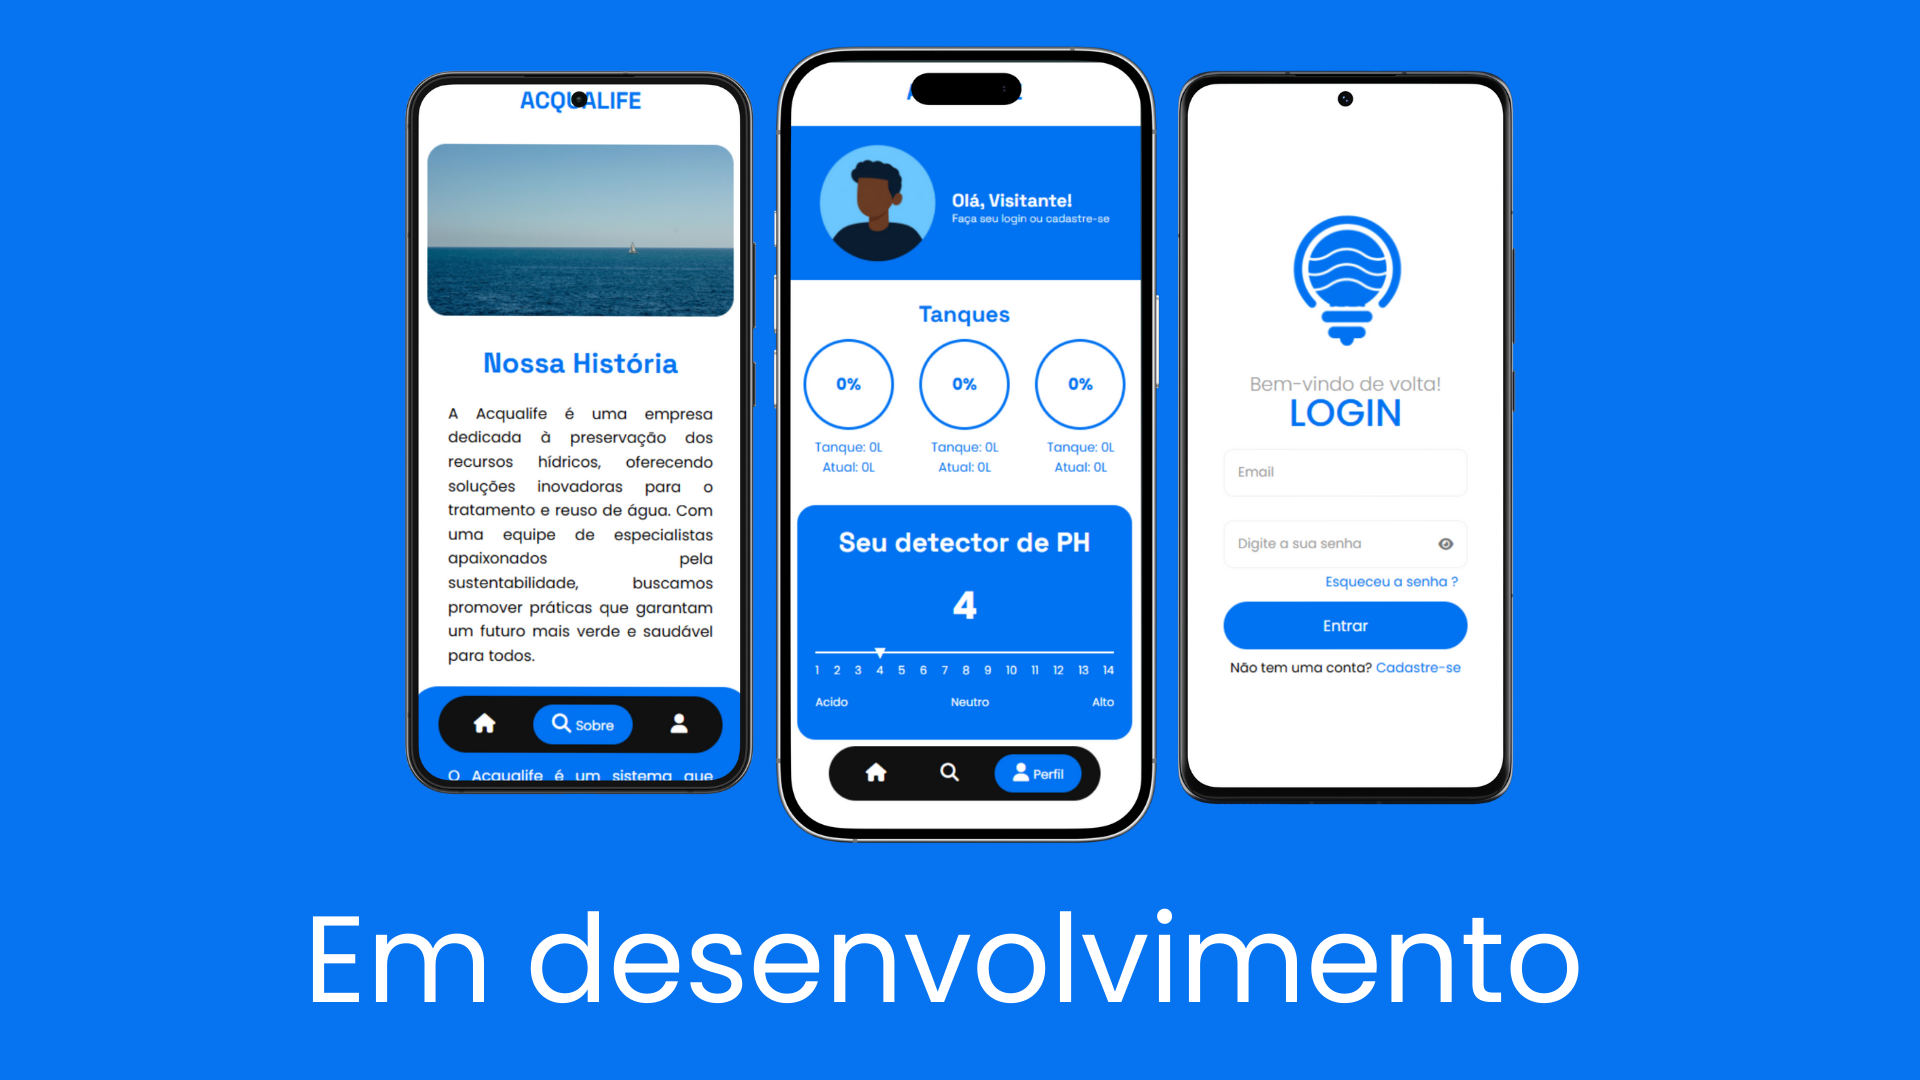 ACQUALIFE
Nossa História
A Acqualife é uma empresa
dedicada à preservação dos
recursos hídricos, oferecendo
soluções inovadoras para o
tratamento e reuso de água. Com
uma equipe de especialistas
apaixonados pela
sustentabilidade, buscamos
promover práticas que garantam
um futuro mais verde e saudável
para todos.
Sobre
O Acqualife é um sistema que
Olá, Visitante!
Faça seu login ou cadastre-se
Tanques
0% 0% 0%
Tanque: 0L Tanque: 0L Tanque: 0L
Atual: 0L Atual: 0L Atual: 0L
Seu detector de PH
4
1 2 3 4 5 6 7 8 9 10 11 12 13 14
Acido Neutro Alto
Perfil
Bem-vindo de volta!
LOGIN
Email
Digite a sua senha
Esqueceu a senha ?
Entrar
Não tem uma conta? Cadastre-se
Em desenvolvimento